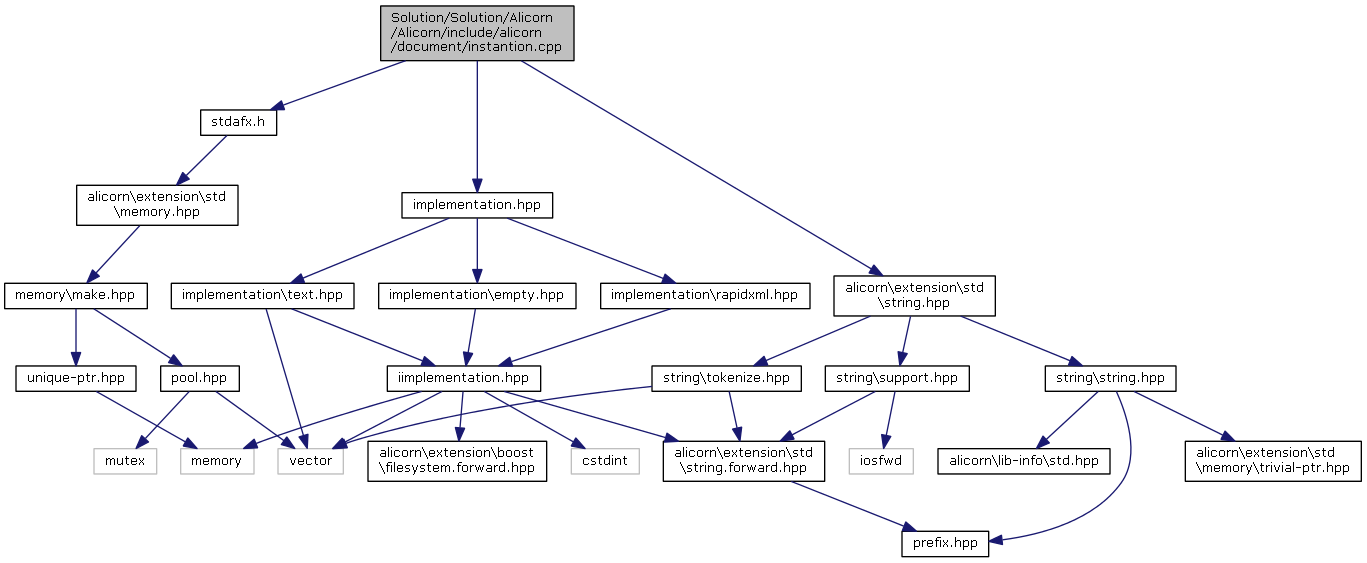 Solution/Solution/Alicorn
/Alicorn/include/alicorn
/document/instantion.cpp
stdafx.h
alicorn\extension\std
\memory.hpp
implementation.hpp
memory\make.hpp
implementation\text.hpp
implementation\empty.hpp
implementation\rapidxml.hpp
alicorn\extension\std
\string.hpp
unique-ptr.hpp
pool.hpp
iimplementation.hpp
string\tokenize.hpp
string\support.hpp
string\string.hpp
mutex
memory
vector
alicorn\extension\boost
\filesystem.forward.hpp
cstdint
alicorn\extension\std
\string.forward.hpp
iosfwd
alicorn\lib-info\std.hpp
alicorn\extension\std
\memory\trivial-ptr.hpp
prefix.hpp